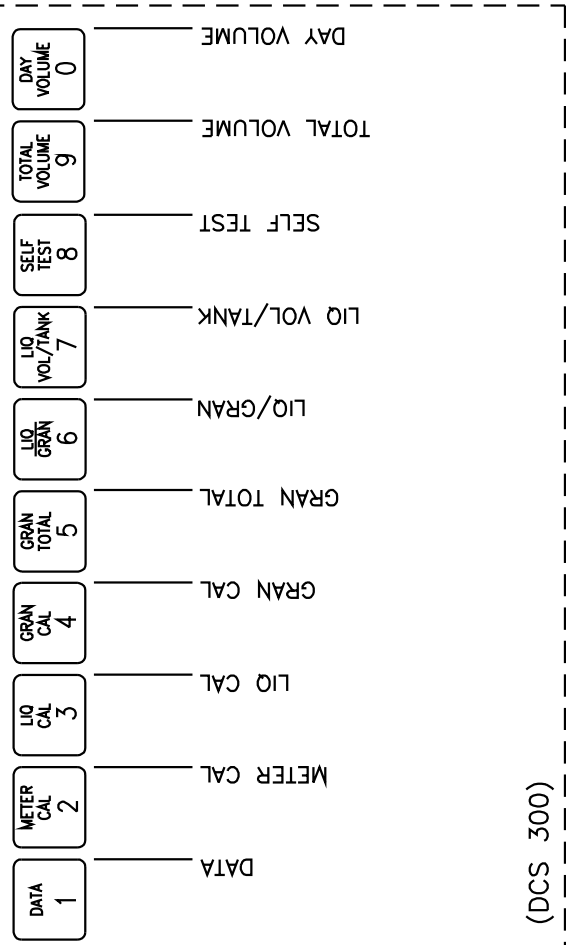 DAY
VOLUME
0
DAY VOLUME
TOTAL
VOLUME
9
TOTAL VOLUME
SELF
TEST
8
SELF TEST
LIQ
VOL/TANK
7
LIQ VOL/TANK
LIQ
GRAN
6
LIQ/GRAN
GRAN
TOTAL
5
GRAN TOTAL
GRAN
CAL
4
GRAN CAL
LIQ
CAL
3
LIQ CAL
METER
CAL
2
METER CAL
DATA
1
DATA
(DCS 300)